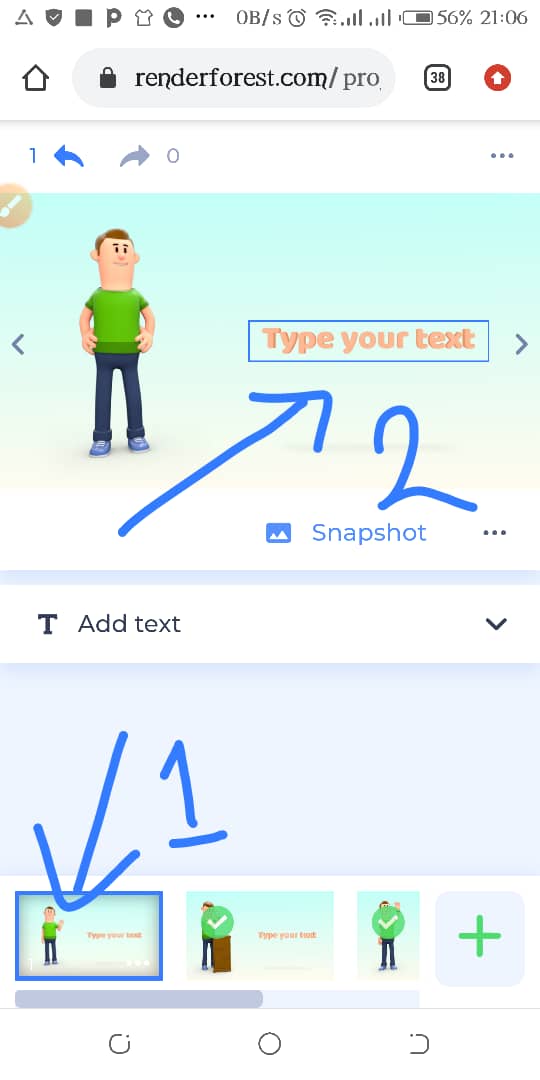 0B/s 56% 21:06
renderforest.com/pro
38
1 0
Type your text
2
Snapshot
T Add text
1
Type your text Type your text
1